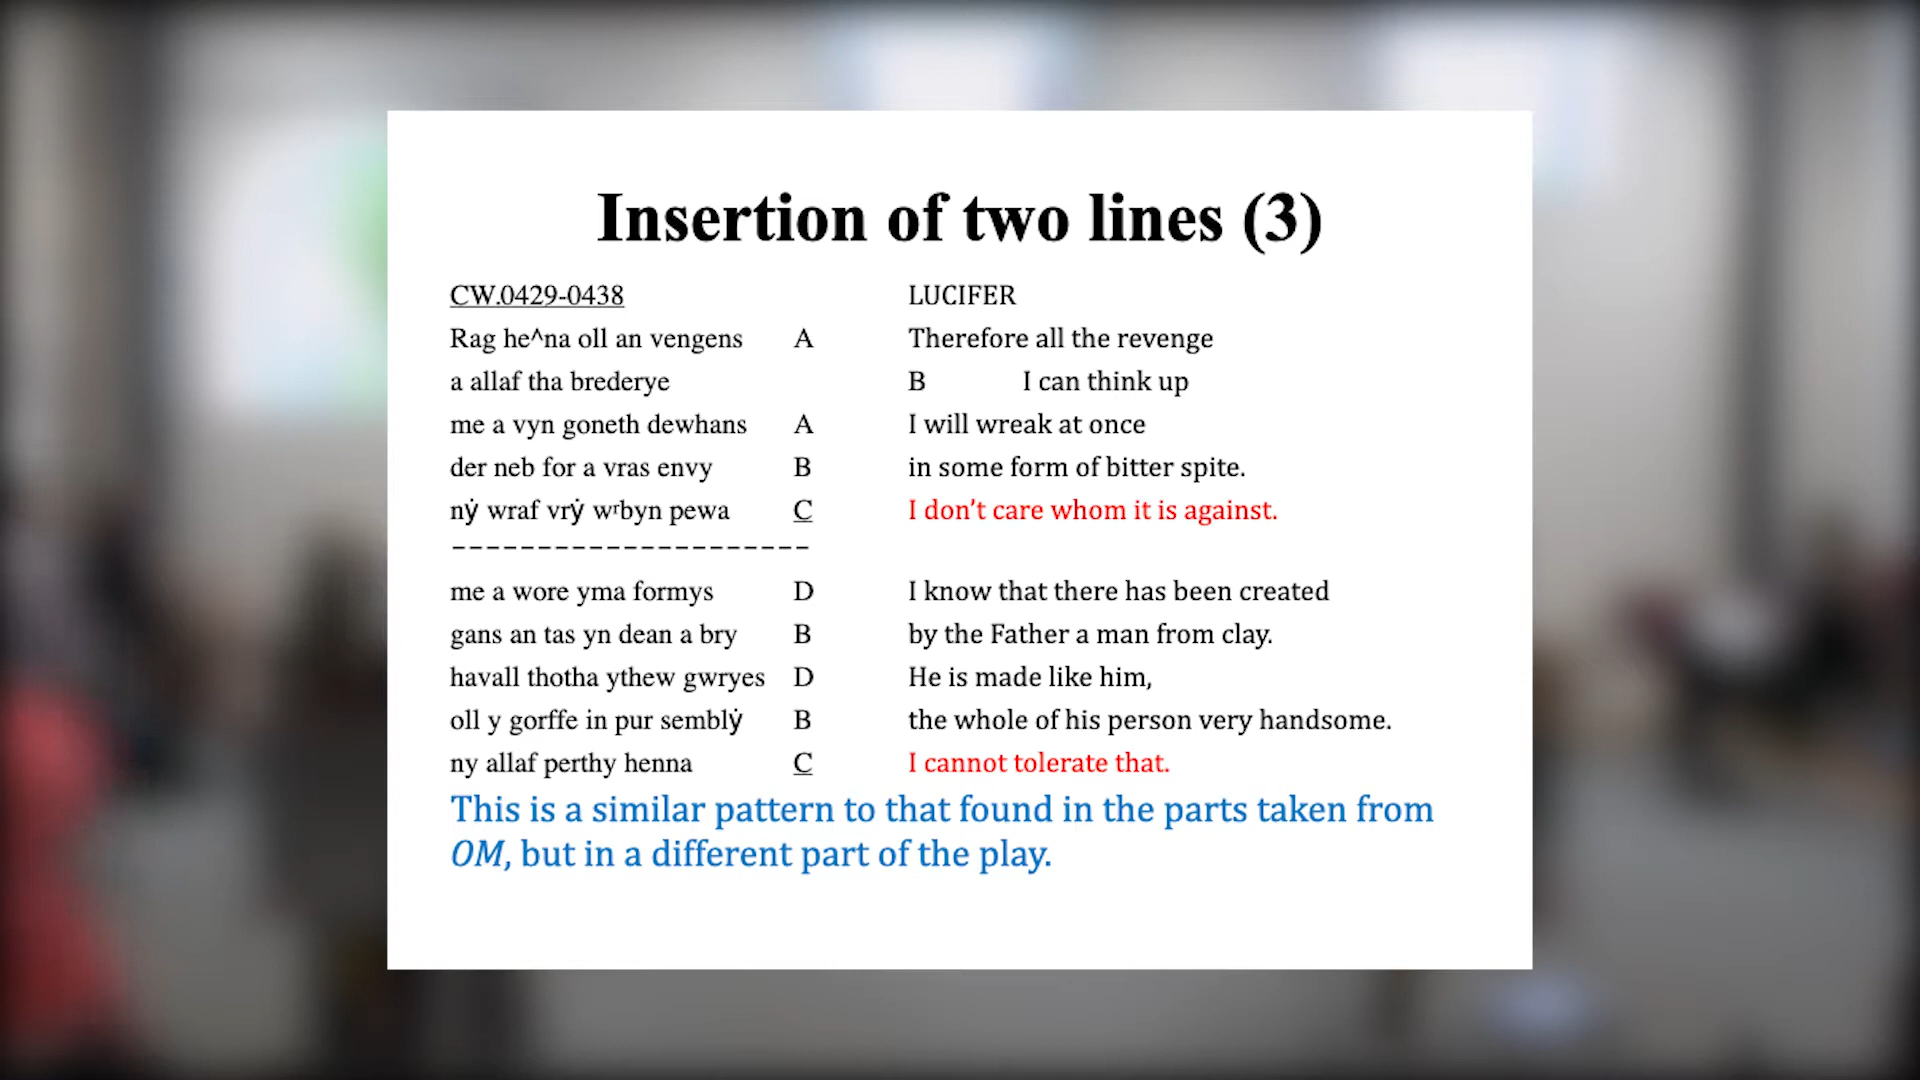 Insertion of two lines (3)
CW.0429-0438 LUCIFER
Rag he^na oll an vengens A Therefore all the revenge
a allaf tha brederye B I can think up
me a vyn goneth dewhans A I will wreak at once
der neb for a vras envy B in some form of bitter spite.
nẏ wraf vrẏ wʳbyn pewa C I don’t care whom it is against.
---------------------
me a wore yma formys D I know that there has been created
gans an tas yn dean a bry B by the Father a man from clay.
havall thotha ythew gwryes D He is made like him,
oll y gorffe in pur semblẏ B the whole of his person very handsome.
ny allaf perthy henna C I cannot tolerate that.
This is a similar pattern to that found in the parts taken from
OM, but in a different part of the play.